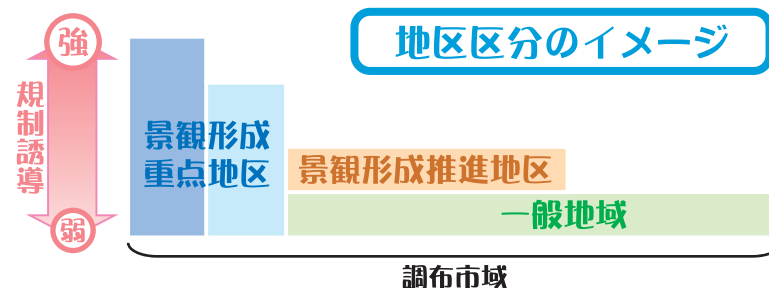 地区区分のイメージ
強
規制誘導
弱
景観形成
重点地区
景観形成推進地区
一般地域
調布市域